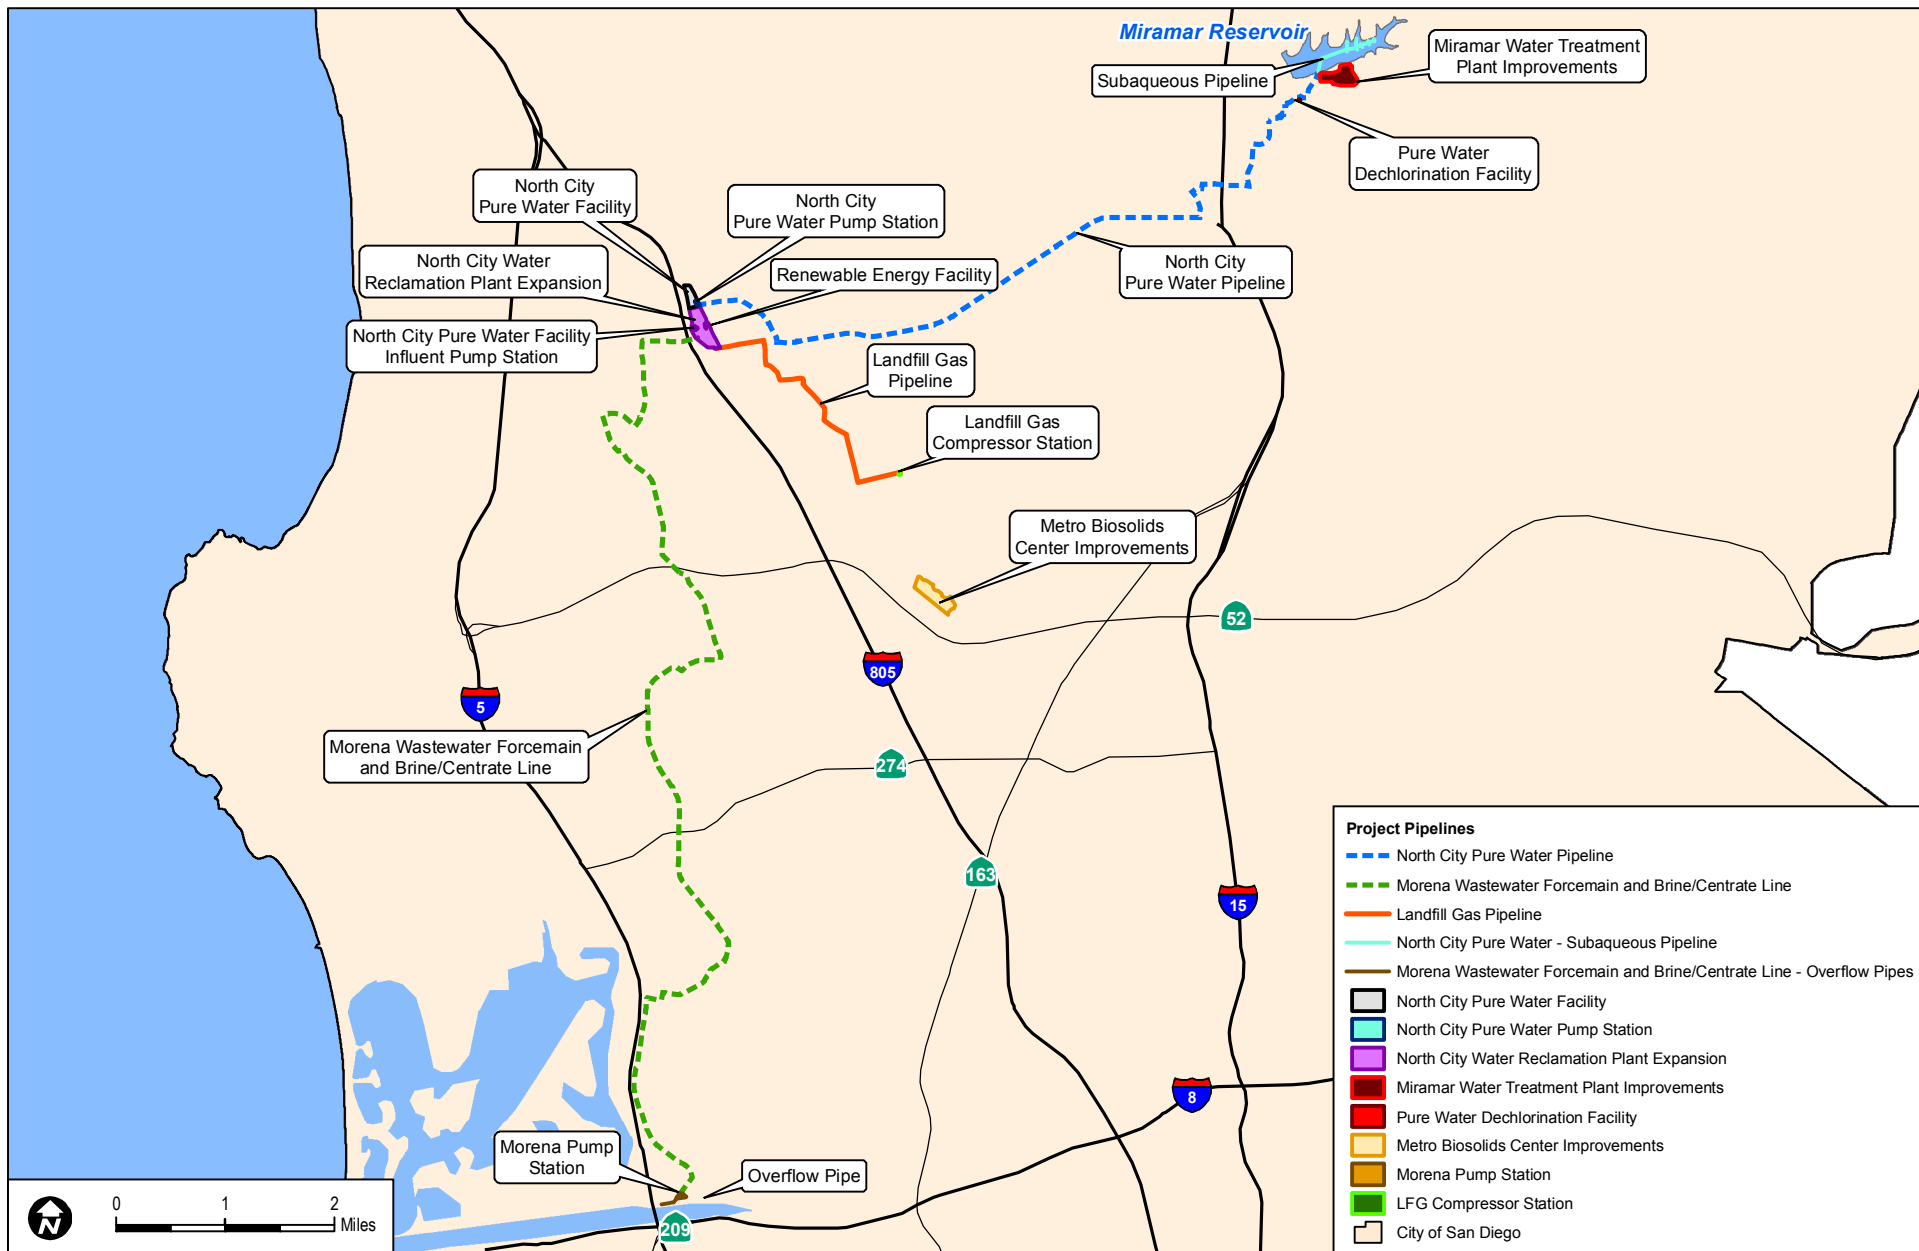 Miramar Reservoir
Miramar Water Treatment
Plant Improvements
Subaqueous Pipeline
Pure Water
Dechlorination Facility
North City
Pure Water Facility
North City
Pure Water Pump Station
North City Water
Reclamation Plant Expansion
Renewable Energy Facility
North City
Pure Water Pipeline
North City Pure Water Facility
Influent Pump Station
Landfill Gas
Pipeline
Landfill Gas
Compressor Station
Metro Biosolids
Center Improvements
52
805
5
Morena Wastewater Forcemain
and Brine/Centrate Line
274
163
15
8
Morena Pump
Station
Overflow Pipe
209
N
0 1 2
Miles
Project Pipelines
North City Pure Water Pipeline
Morena Wastewater Forcemain and Brine/Centrate Line
Landfill Gas Pipeline
North City Pure Water - Subaqueous Pipeline
Morena Wastewater Forcemain and Brine/Centrate Line - Overflow Pipes
North City Pure Water Facility
North City Pure Water Pump Station
North City Water Reclamation Plant Expansion
Miramar Water Treatment Plant Improvements
Pure Water Dechlorination Facility
Metro Biosolids Center Improvements
Morena Pump Station
LFG Compressor Station
City of San Diego